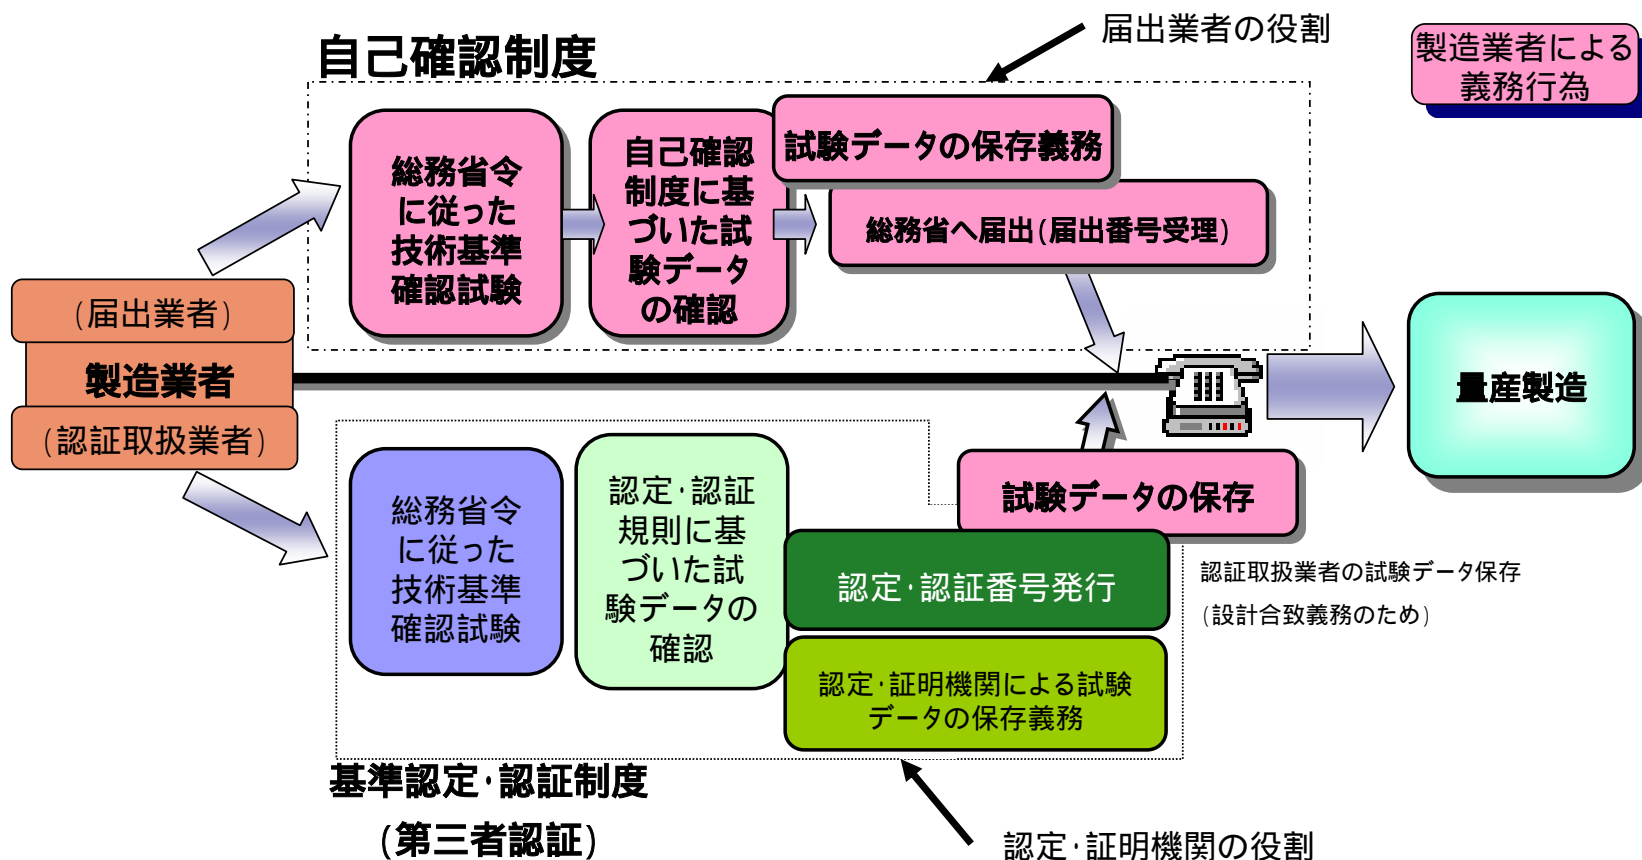 届出業者の役割
製造業者による
義務行為
自己確認制度
総務省令
に従った
技術基準
確認試験
自己確認
制度に基
づいた試
験データ
の確認
試験データの保存義務
総務省へ届出(届出番号受理)
(届出業者)
製造業者
(認証取扱業者)
量産製造
総務省令
に従った
技術基準
確認試験
認定・認証
規則に基
づいた試
験データの
確認
試験データの保存
認定・認証番号発行
認定・証明機関による試験
データの保存義務
認証取扱業者の試験データ保存
(設計合致義務のため)
基準認定・認証制度
(第三者認証)
認定・証明機関の役割